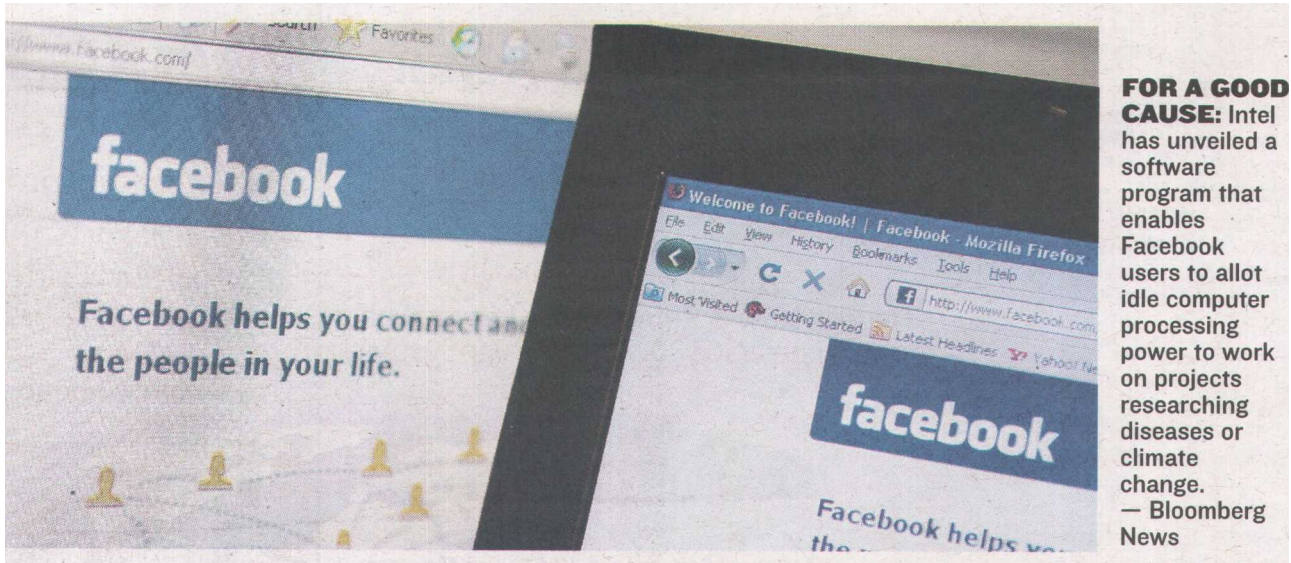 Search Favorites
http://www.facebook.com/
facebook
Facebook helps you connect and
the people in your life.
Welcome to Facebook! | Facebook - Mozilla Firefox
File Edit View History Bookmarks Tools Help
http://www.facebook.com
Most Visited Getting Started Latest Headlines Yahoo!
facebook
Facebook helps
the
FOR A GOOD
CAUSE: Intel
has unveiled a
software
program that
enables
Facebook
users to allot
idle computer
processing
power to work
on projects
researching
diseases or
climate
change.
— Bloomberg
News